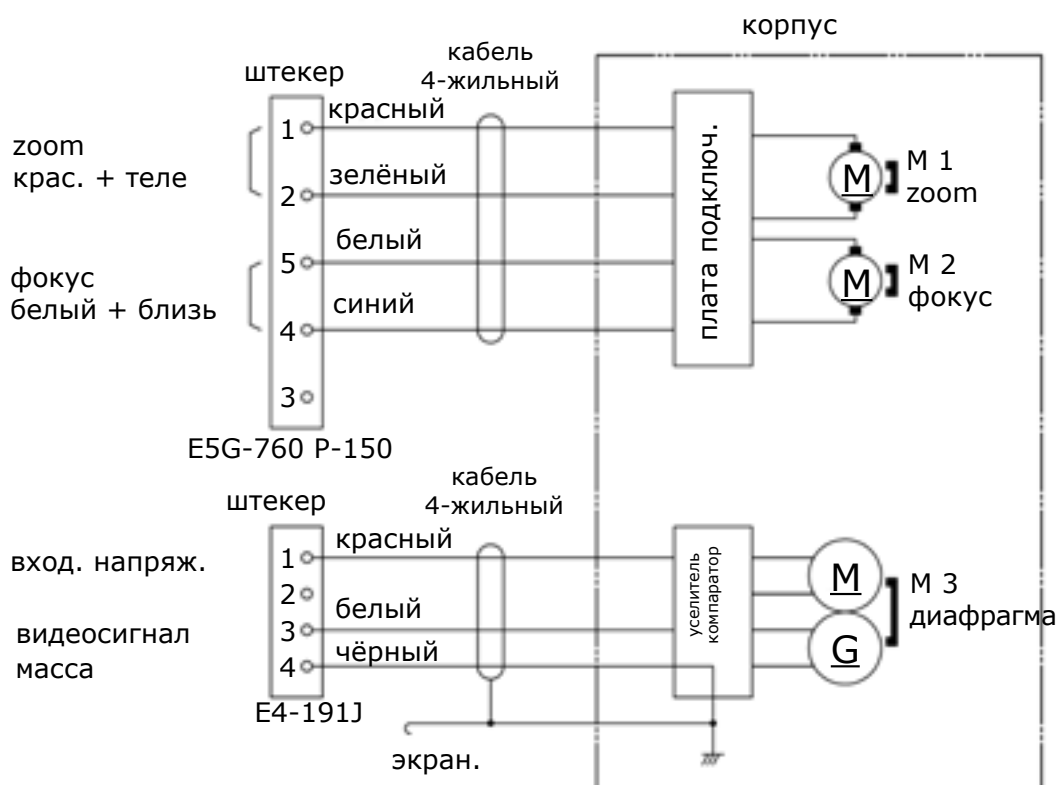 корпус
кабель
4-жильный
штекер
красный
1
zoom
крас. + теле
зелёный
2
плата подключ.
M
М 1
zoom
белый
5
фокус
белый + близь
синий
4
M
М 2
фокус
3
E5G-760 P-150
кабель
4-жильный
штекер
красный
вход. напряж.
1
2
белый
видеосигнал
3
масса
чёрный
4
уселитель
компаратор
M
G
М 3
диафрагма
E4-191J
экран.